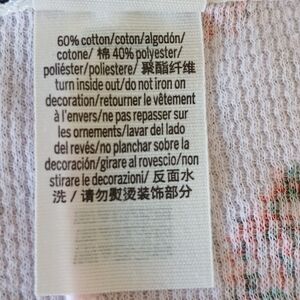 60% cotton/coton/algodón/
cotone/ 棉 40% polyester/
poliéster/poliestere/ 聚酯纤维
turn inside out/do not iron on
decoration/retourner le vêtement
à l'envers/ne pas repasser sur
les ornements/lavar del lado
del revés/no planchar sobre la
decoración/girare al rovescio/non
stirare le decorazioni/ 反面水
洗 / 请勿熨烫装饰部分